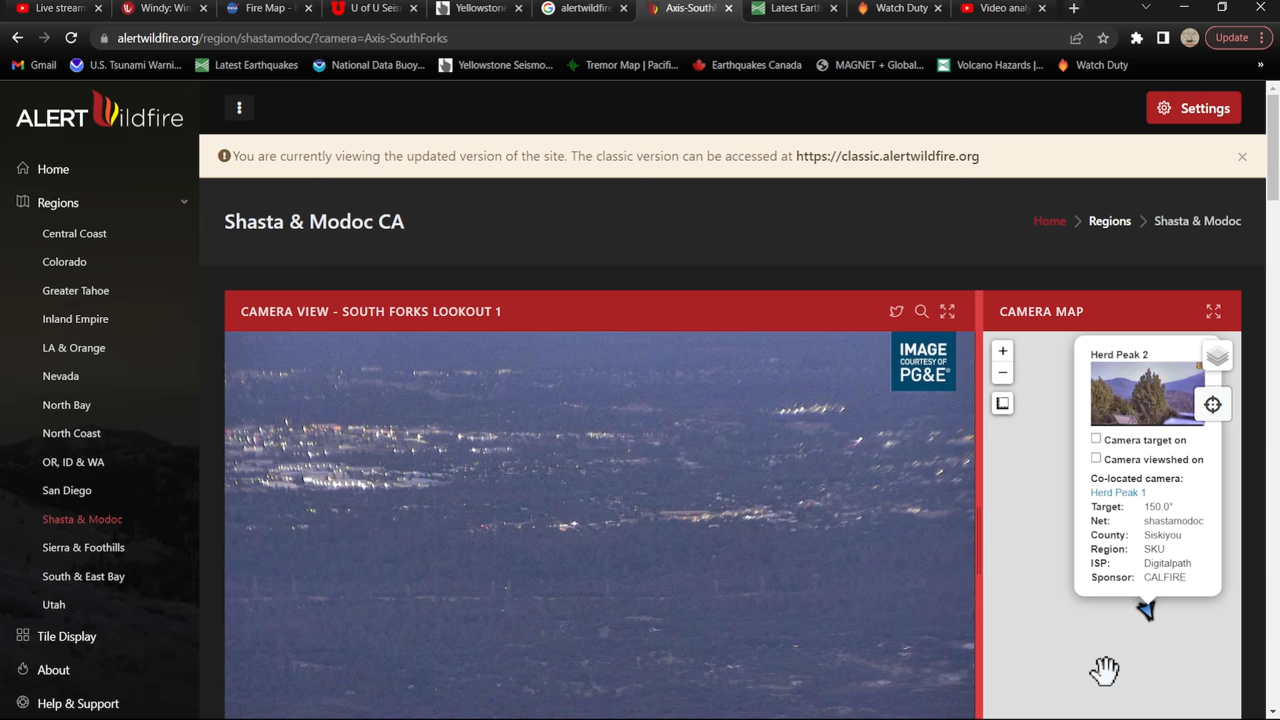 Live stream
Windy: Win
Fire Map -
U of U Seis
Yellowstone
alertwildfire
Axis-SouthF
Latest Earth
Watch Duty
Video analy
alertwildfire.org/region/shastamodoc/?camera=Axis-SouthForks
Update
Gmail
U.S. Tsunami Warni...
Latest Earthquakes
National Data Buoy...
Yellowstone Seismo...
Tremor Map | Pacifi...
Earthquakes Canada
MAGNET + Global...
Volcano Hazards |...
Watch Duty
»
ALERT Wildfire
Settings
You are currently viewing the updated version of the site. The classic version can be accessed at https://classic.alertwildfire.org
Home
Regions
Central Coast
Colorado
Greater Tahoe
Inland Empire
LA & Orange
Nevada
North Bay
North Coast
OR, ID & WA
San Diego
Shasta & Modoc
Sierra & Foothills
South & East Bay
Utah
Tile Display
About
Help & Support
Shasta & Modoc CA
Home > Regions > Shasta & Modoc
CAMERA VIEW - SOUTH FORKS LOOKOUT 1
IMAGE
COURTESY OF
PG&E
CAMERA MAP
+
−
Herd Peak 2
Camera target on
Camera viewshed on
Co-located camera:
Herd Peak 1
Target: 150.0°
Net: shastamodoc
County: Siskiyou
Region: SKU
ISP: Digitalpath
Sponsor: CALFIRE